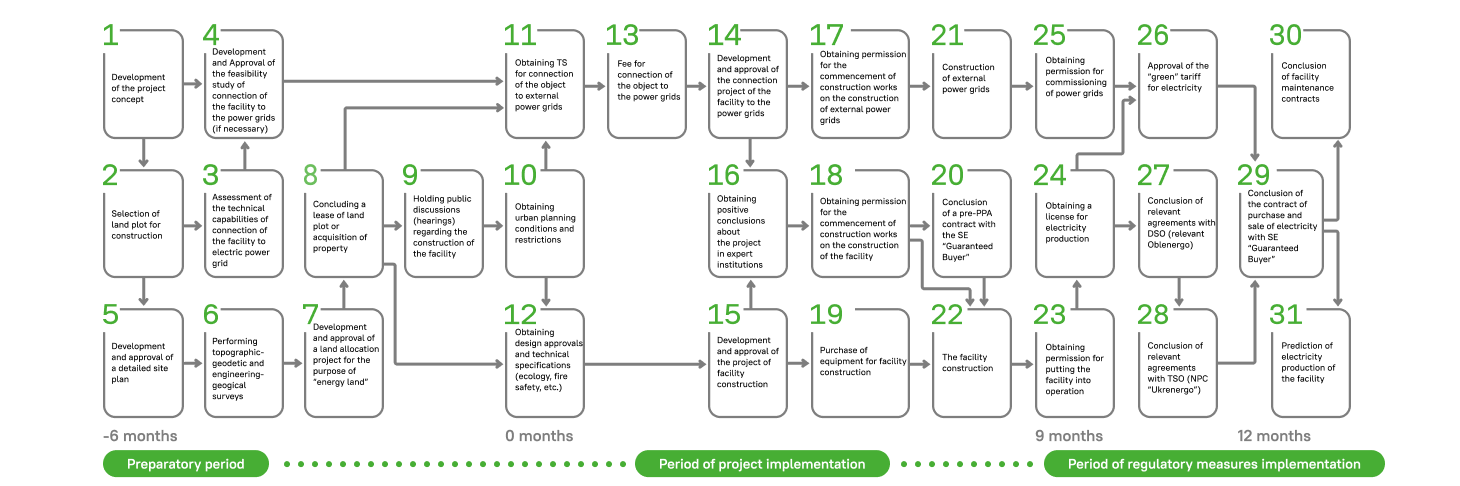 1
Development
of the project
concept
4
Development
and Approval of
the feasibility
study of
connection of
the facility to
the power grids
(if necessary)
11
Obtaining TS
for connection
of the object
to external
power grids
13
Fee for
connection of
the object to
the power grids
14
Development
and approval of
the connection
project of the
facility to the
power grids
17
Obtaining permission
for the
commencement of
construction works
on the construction
of external power
grids
21
Construction
of external
power grids
25
Obtaining
permission for
commissioning
of power grids
26
Approval of the
"green" tariff
for electricity
30
Conclusion
of facility
maintenance
contracts
2
Selection of
land plot for
construction
3
Assessment of
the technical
capabilities of
connection of
the facility to
electric power
grid
8
Concluding a
lease of land
plot or
acquisition of
property
9
Holding public
discussions
(hearings)
regarding the
construction of
the facility
10
Obtaining
urban planning
conditions and
restrictions
16
Obtaining
positive
conclusions
about
the project
in expert
institutions
18
Obtaining permission
for the
commencement of
construction works
on the construction
of the facility
20
Conclusion
of a pre-PPA
contract with
the SE
"Guaranteed
Buyer"
24
Obtaining a
license for
electricity
production
27
Conclusion of
relevant
agreements with
DSO (relevant
Oblenergo)
29
Conclusion of
the contract of
purchase and
sale of electricity
with SE
"Guaranteed
Buyer"
5
Development
and approval of
a detailed site
plan
6
Performing
topographic-
geodetic and
engineering-
geogical
surveys
7
Development
and approval of
a land allocation
project for the
purpose of
"energy land"
12
Obtaining
design approvals
and technical
specifications
(ecology, fire
safety, etc.)
15
Development
and approval of
the project of
facility
construction
19
Purchase of
equipment for facility
construction
22
The facility
construction
23
Obtaining
permission for
putting the
facility into
operation
28
Conclusion of
relevant
agreements
with TSO (NPC
"Ukrenergo")
31
Prediction of
electricity
production of
the facility
-6 months
0 months
9 months
12 months
Preparatory period
Period of project implementation
Period of regulatory measures implementation